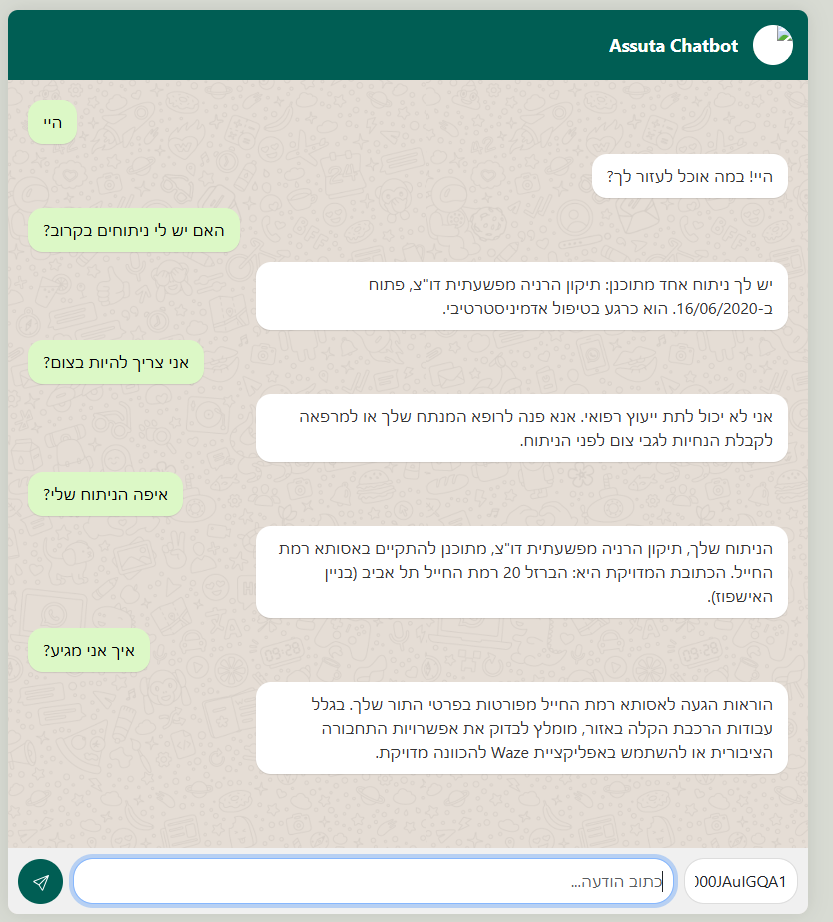 Assuta Chatbot
היי
היי! במה אוכל לעזור לך?
האם יש לי ניתוחים בקרוב?
יש לך ניתוח אחד מתוכנן: תיקון הרניה מפשעתית דו"צ, פתוח
ב-16/06/2020. הוא כרגע בטיפול אדמיניסטרטיבי.
אני צריך להיות בצום?
אני לא יכול לתת ייעוץ רפואי. אנא פנה לרופא המנתח שלך או למרפאה
לקבלת הנחיות לגבי צום לפני הניתוח.
איפה הניתוח שלי?
הניתוח שלך, תיקון הרניה מפשעתית דו"צ, מתוכנן להתקיים באסותא רמת
החייל. הכתובת המדויקת היא: הברזל 20 רמת החייל תל אביב (בניין
האישפוז).
איך אני מגיע?
הוראות הגעה לאסותא רמת החייל מפורטות בפרטי התור שלך. בגלל
עבודות הרכבת הקלה באזור, מומלץ לבדוק את אפשרויות התחבורה
הציבורית או להשתמש באפליקציית Waze להכוונה מדויקת.
כתוב הודעה...